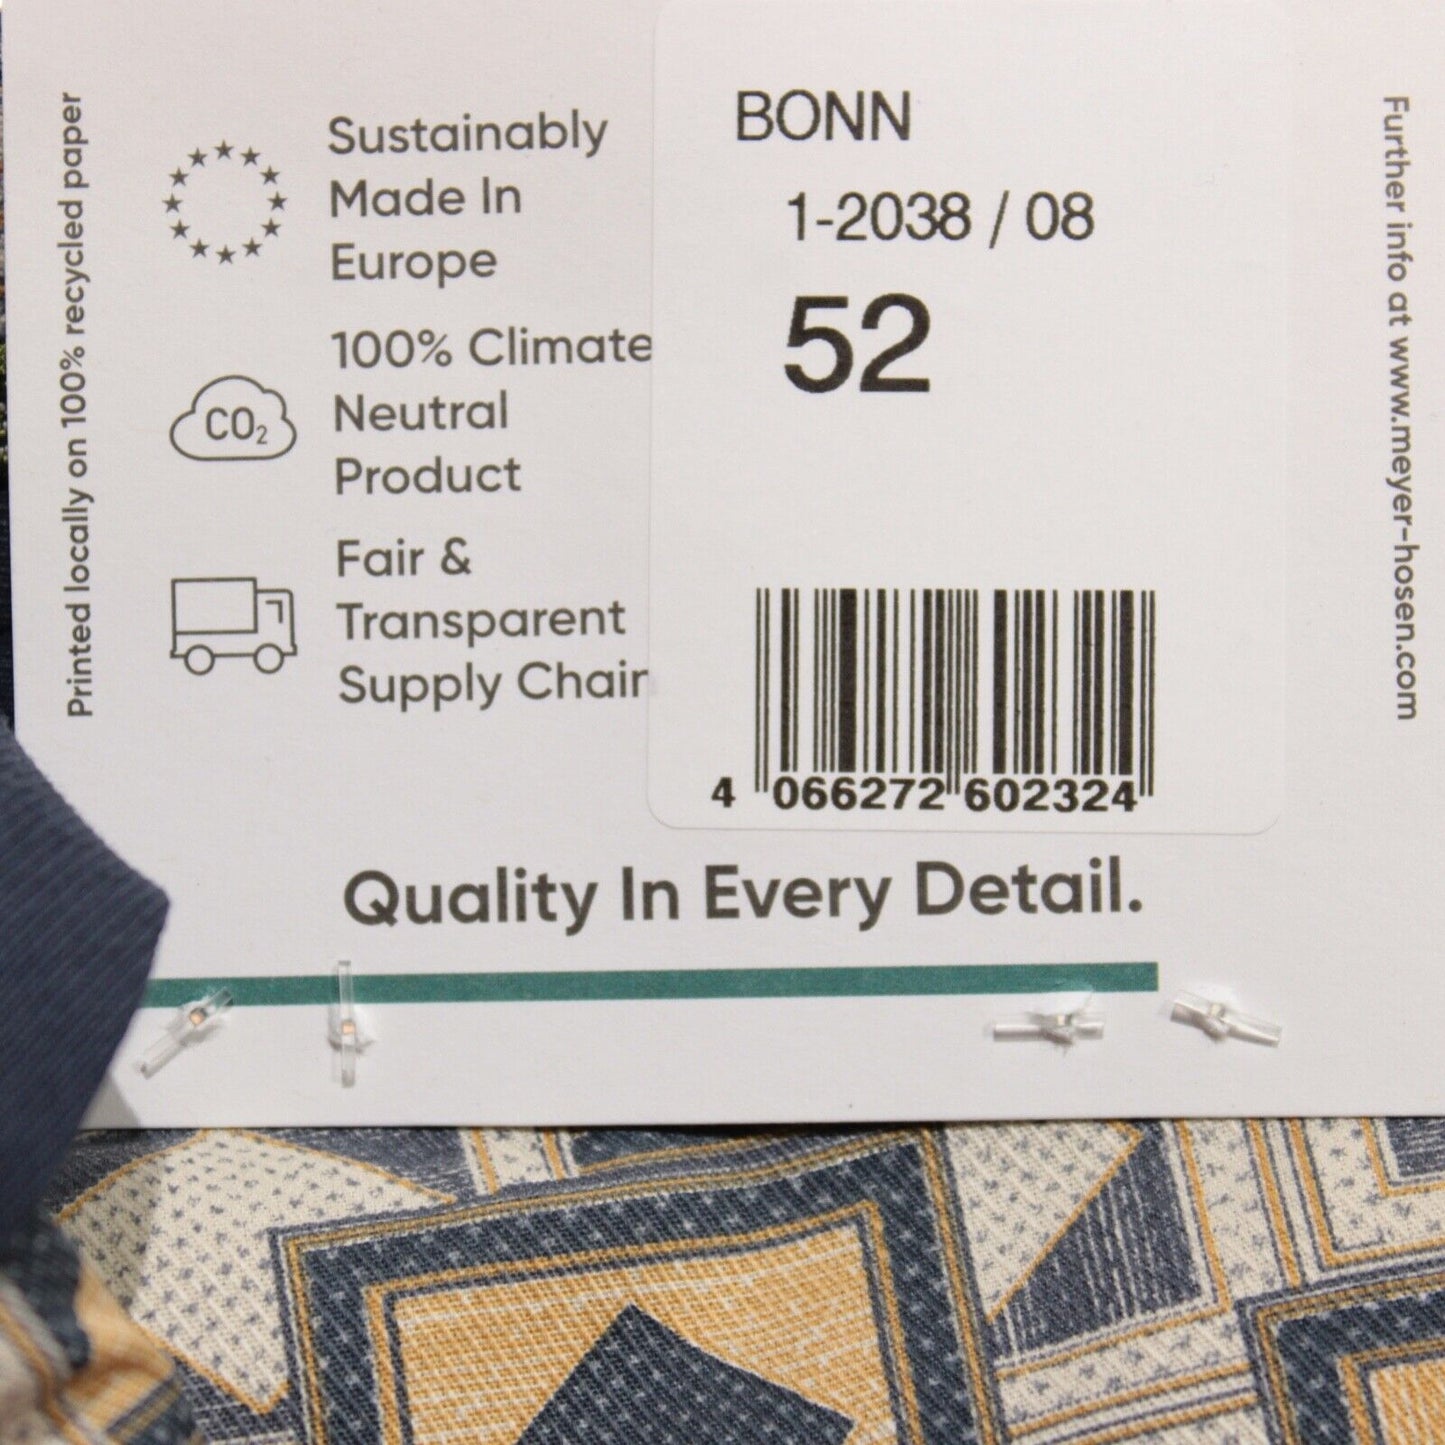 Printed locally on 100% recycled paper
Sustainably
Made In
Europe
CO₂
100% Climate
Neutral
Product
Fair &
Transparent
Supply Chain
BONN
1-2038 / 08
52
4 066272 602324
Quality In Every Detail.
Further info at www.meyer-hosen.com